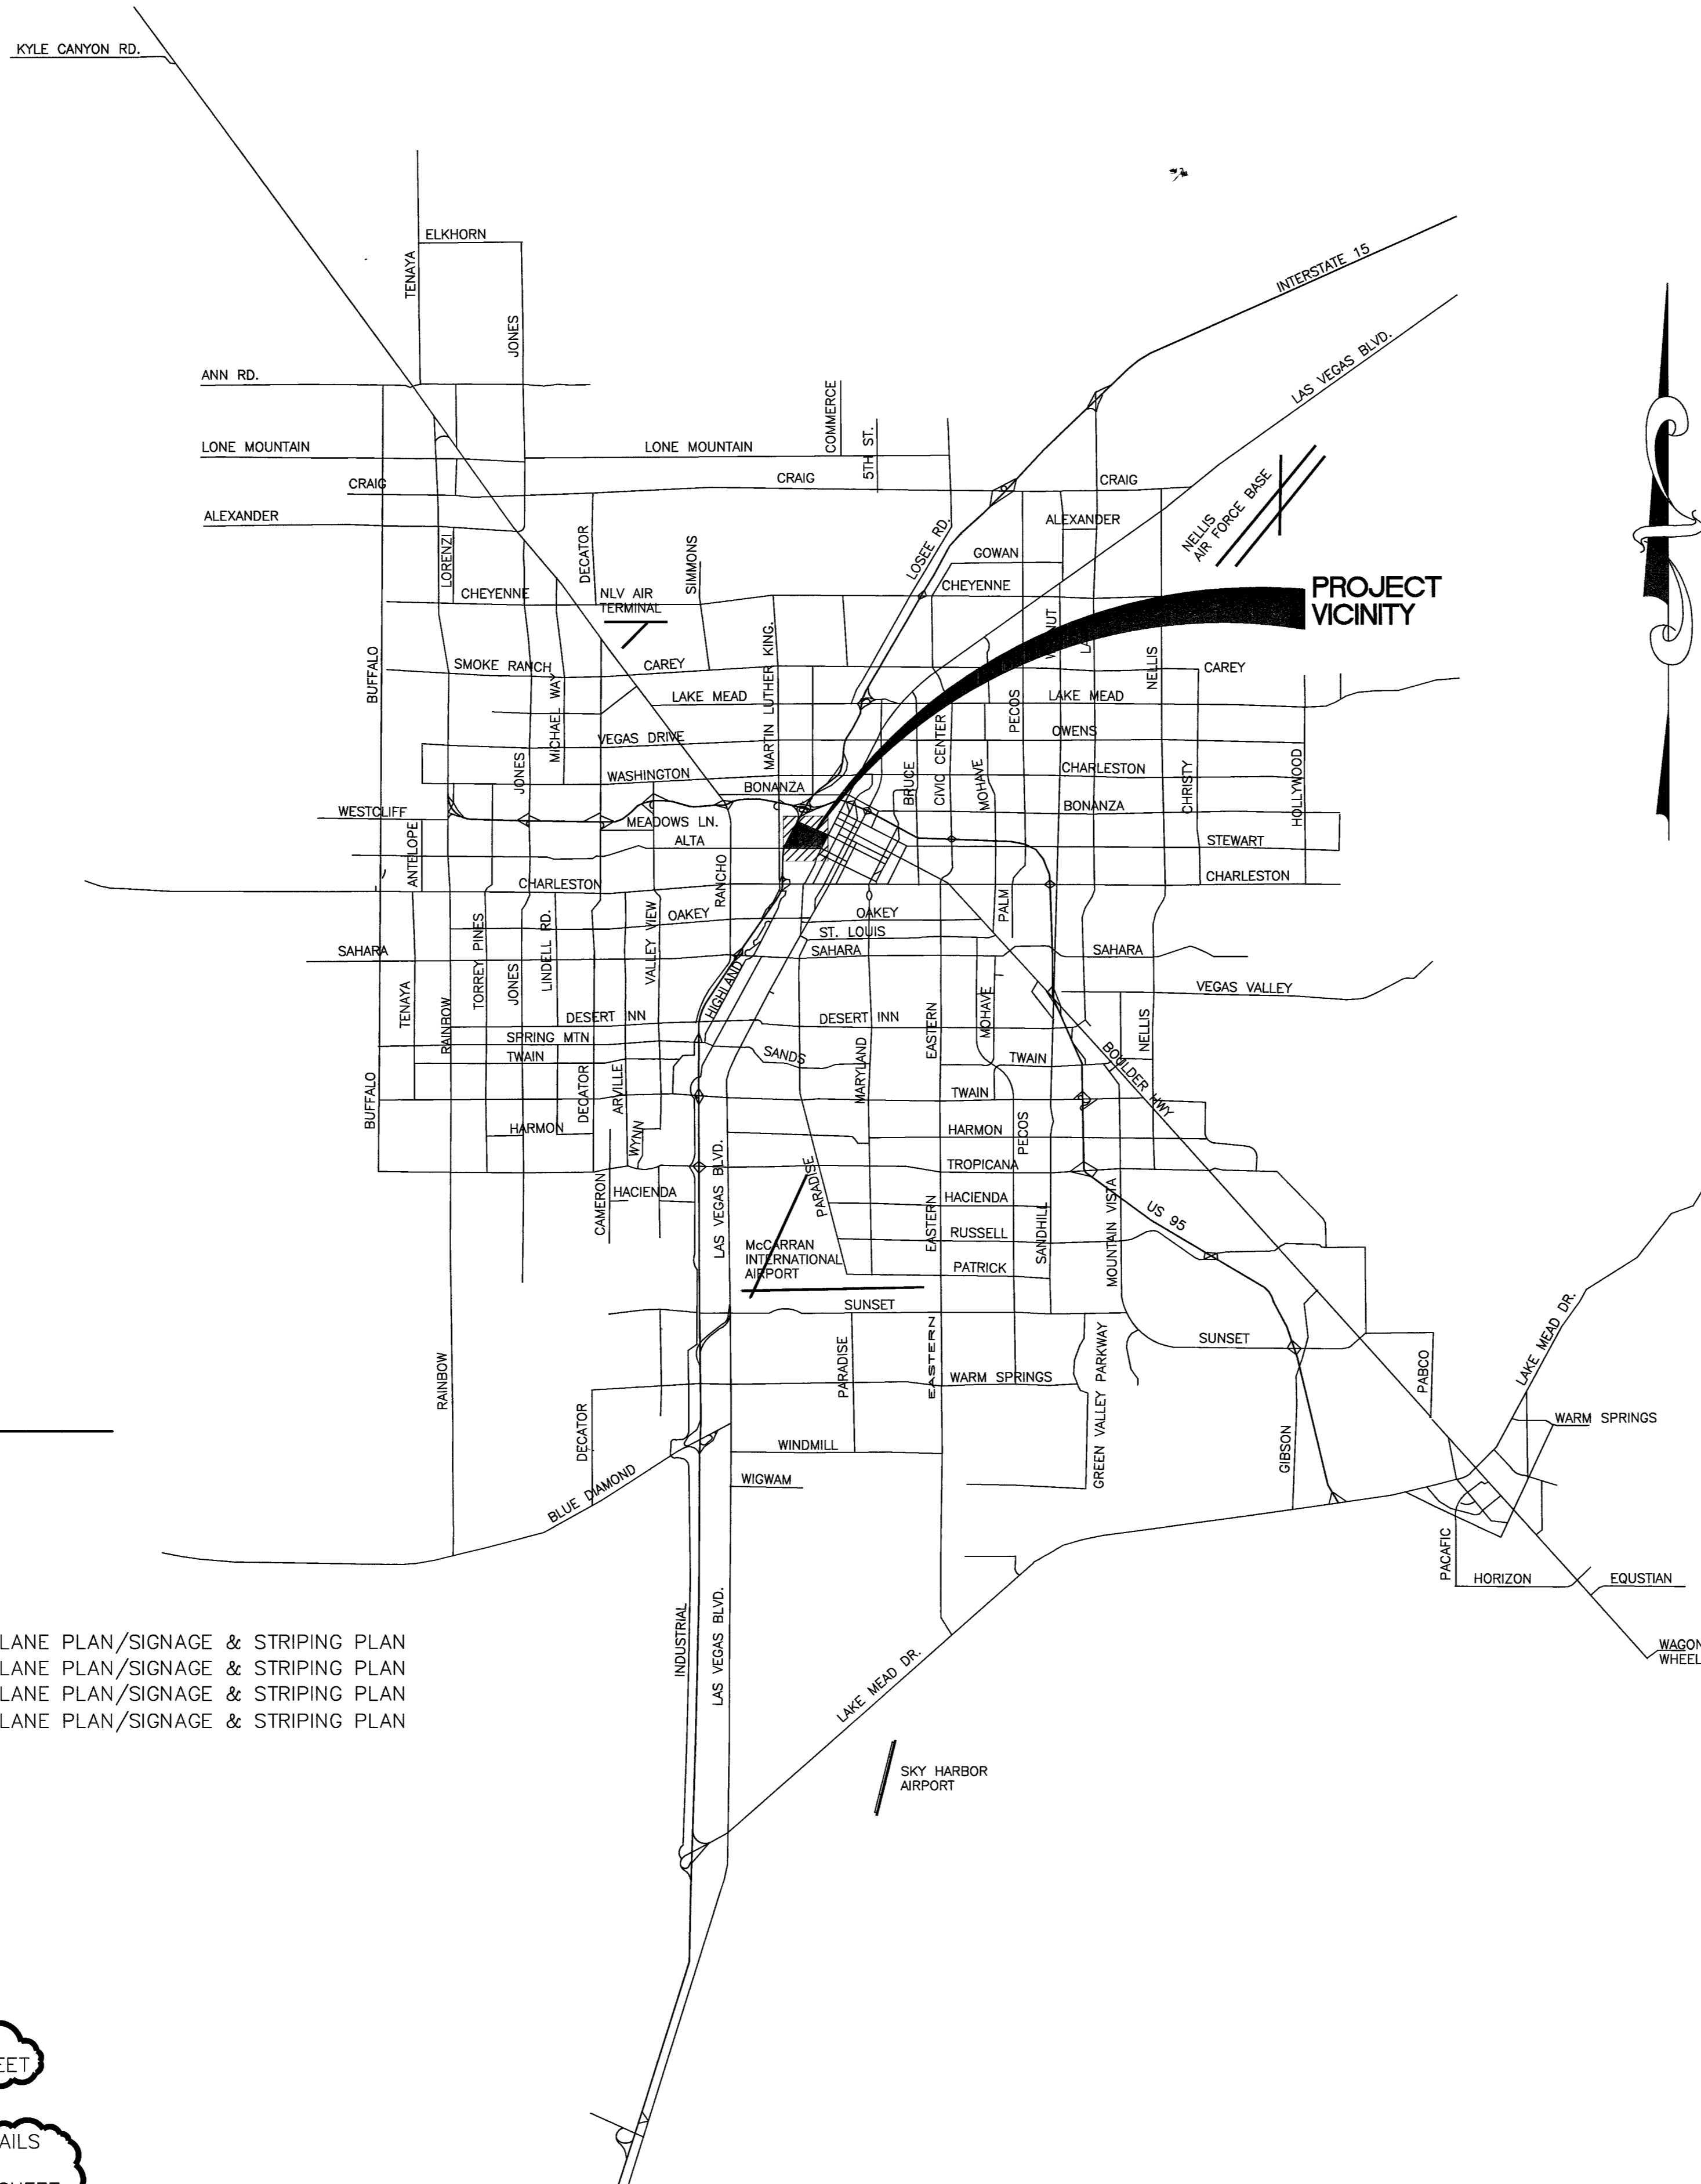 KYLE CANYON RD.
ELKHORN
TENAYA
INTERSTATE 15
JONES
LAS VEGAS BLVD.
ANN RD.
COMMERCE
5TH ST.
LONE MOUNTAIN
LONE MOUNTAIN
CRAIG
CRAIG
CRAIG
NELLIS
AIR FORCE BASE
ALEXANDER
ALEXANDER
LORENZI
DECATOR
SIMMONS
LOSEE RD.
GOWAN
CHEYENNE
NLV AIR
TERMINAL
CHEYENNE
PROJECT
VICINITY
MARTIN LUTHER KING.
BUFFALO
SMOKE RANCH
CAREY
NELLIS
CAREY
MICHAEL WAY
LAKE MEAD
PECOS
LAKE MEAD
VEGAS DRIVE
OWENS
JONES
WASHINGTON
BRUCE
CIVIC CENTER
MOHAVE
CHARLESTON
CHRISTY
HOLLYWOOD
BONANZA
BONANZA
WESTCLIFF
MEADOWS LN.
ALTA
STEWART
ANTELOPE
CHARLESTON
RANCHO
CHARLESTON
TORREY PINES
LINDELL RD.
VALLEY VIEW
OAKEY
OAKEY
PALM
ST. LOUIS
SAHARA
SAHARA
SAHARA
TENAYA
RAINBOW
JONES
HIGHLAND
VEGAS VALLEY
DESERT INN
DESERT INN
EASTERN
MOHAVE
NELLIS
SPRING MTN
TWAIN
SANDS
TWAIN
BOULDER HWY
BUFFALO
DECATOR
ARVILLE
MARYLAND
TWAIN
HARMON
WYNN
HARMON
PECOS
LAS VEGAS BLVD.
TROPICANA
CAMERON
HACIENDA
PARADISE
HACIENDA
EASTERN
RUSSELL
SANDHILL
MOUNTAIN VISTA
US 95
McCARRAN
INTERNATIONAL
AIRPORT
PATRICK
SUNSET
SUNSET
LAKE MEAD DR.
RAINBOW
PARADISE
EASTERN
WARM SPRINGS
GREEN VALLEY PARKWAY
PABCO
WARM SPRINGS
DECATOR
WINDMILL
GIBSON
WIGWAM
BLUE DIAMOND
PACAFIC
HORIZON
EQUSTIAN
INDUSTRIAL
LAS VEGAS BLVD.
LAKE MEAD DR.
WAGON
WHEEL
LANE PLAN/SIGNAGE & STRIPING PLAN
LANE PLAN/SIGNAGE & STRIPING PLAN
LANE PLAN/SIGNAGE & STRIPING PLAN
LANE PLAN/SIGNAGE & STRIPING PLAN
SKY HARBOR
AIRPORT